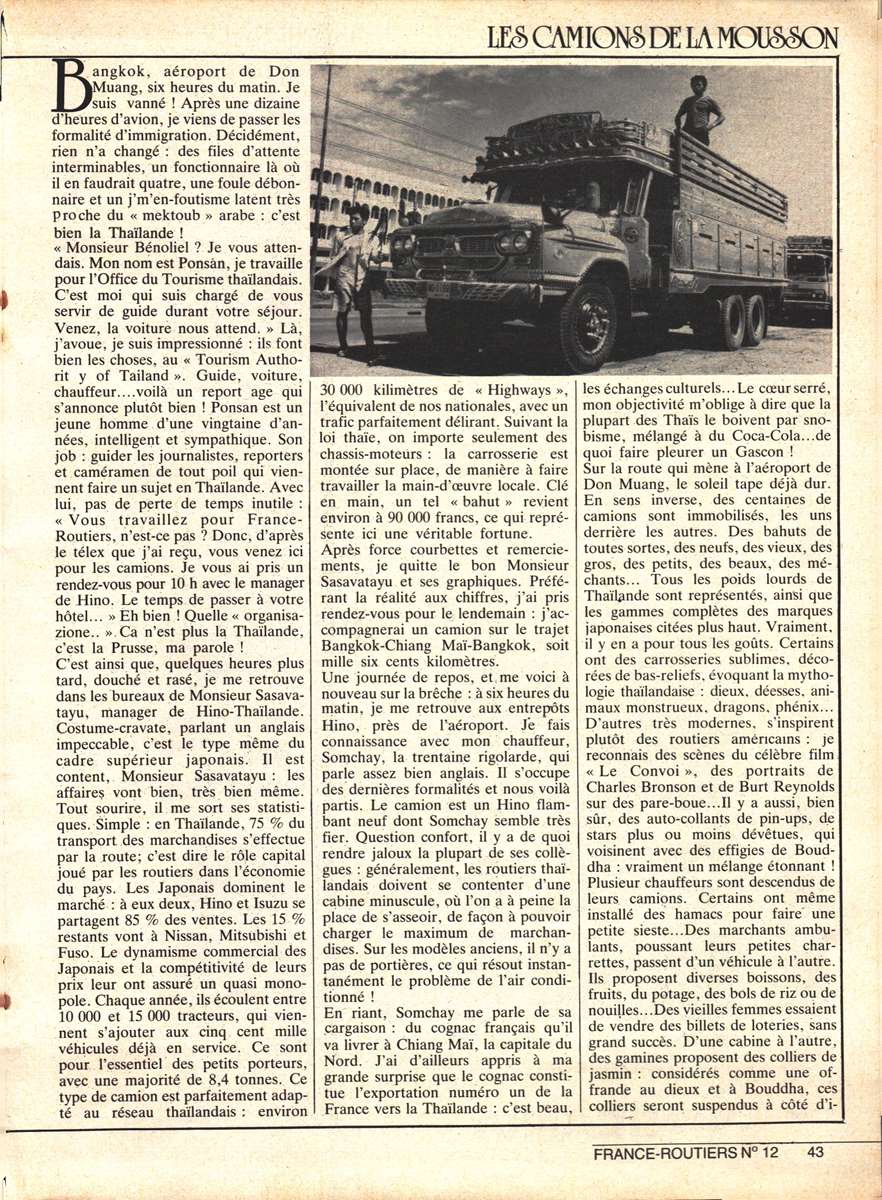 LES CAMIONS DE LA MOUSSON
Bangkok, aéroport de Don
Muang, six heures du matin. Je
suis vanné ! Après une dizaine
d'heures d'avion, je viens de passer les
formalité d'immigration. Décidément,
rien n'a changé : des files d'attente
interminables, un fonctionnaire là où
il en faudrait quatre, une foule débon-
naire et un j'm'en-foutisme latent très
proche du « mektoub » arabe : c'est
bien la Thaïlande !
« Monsieur Bénoliel ? Je vous atten-
dais. Mon nom est Ponsàn, je travaille
pour l'Office du Tourisme thaïlandais.
C'est moi qui suis chargé de vous
servir de guide durant votre séjour.
Venez, la voiture nous attend. » Là,
j'avoue, je suis impressionné : ils font
bien les choses, au « Tourism Autho-
rit y of Tailand ». Guide, voiture,
chauffeur....voilà un report age qui
s'annonce plutôt bien ! Ponsan est un
jeune homme d'une vingtaine d'an-
nées, intelligent et sympathique. Son
job : guider les journalistes, reporters
et caméramen de tout poil qui vien-
nent faire un sujet en Thaïlande. Avec
lui, pas de perte de temps inutile :
« Vous travaillez pour France-
Routiers, n'est-ce pas ? Donc, d'après
le télex que j'ai reçu, vous venez ici
pour les camions. Je vous ai pris un
rendez-vous pour 10 h avec le manager
de Hino. Le temps de passer à votre
hôtel... » Eh bien ! Quelle « organisa-
zione.. ». Ca n'est plus la Thaïlande,
c'est la Prusse, ma parole !
C'est ainsi que, quelques heures plus
tard, douché et rasé, je me retrouve
dans les bureaux de Monsieur Sasava-
tayu, manager de Hino-Thaïlande.
Costume-cravate, parlant un anglais
impeccable, c'est le type même du
cadre supérieur japonais. Il est
content, Monsieur Sasavatayu : les
affaires vont bien, très bien même.
Tout sourire, il me sort ses statisti-
ques. Simple : en Thaïlande, 75 % du
transport des marchandises s'effectue
par la route; c'est dire le rôle capital
joué par les routiers dans l'économie
du pays. Les Japonais dominent le
marché : à eux deux, Hino et Isuzu se
partagent 85 % des ventes. Les 15 %
restants vont à Nissan, Mitsubishi et
Fuso. Le dynamisme commercial des
Japonais et la compétitivité de leurs
prix leur ont assuré un quasi mono-
pole. Chaque année, ils écoulent entre
10 000 et 15 000 tracteurs, qui vien-
nent s'ajouter aux cinq cent mille
véhicules déjà en service. Ce sont
pour l'essentiel des petits porteurs,
avec une majorité de 8,4 tonnes. Ce
type de camion est parfaitement adap-
té au réseau thaïlandais : environ
30 000 kilimètres de « Highways »,
l'équivalent de nos nationales, avec un
trafic parfaitement délirant. Suivant la
loi thaïe, on importe seulement des
chassis-moteurs : la carrosserie est
montée sur place, de manière à faire
travailler la main-d'œuvre locale. Clé
en main, un tel « bahut » revient
environ à 90 000 francs, ce qui repré-
sente ici une véritable fortune.
Après force courbettes et remercie-
ments, je quitte le bon Monsieur
Sasavatayu et ses graphiques. Préfé-
rant la réalité aux chiffres, j'ai pris
rendez-vous pour le lendemain : j'ac-
compagnerai un camion sur le trajet
Bangkok-Chiang Maï-Bangkok, soit
mille six cents kilomètres.
Une journée de repos, et me voici à
nouveau sur la brêche : à six heures du
matin, je me retrouve aux entrepôts
Hino, près de l'aéroport. Je fais
connaissance avec mon chauffeur,
Somchay, la trentaine rigolarde, qui
parle assez bien anglais. Il s'occupe
des dernières formalités et nous voilà
partis. Le camion est un Hino flam-
bant neuf dont Somchay semble très
fier. Question confort, il y a de quoi
rendre jaloux la plupart de ses collè-
gues : généralement, les routiers thaï-
landais doivent se contenter d'une
cabine minuscule, où l'on a à peine la
place de s'asseoir, de façon à pouvoir
charger le maximum de marchan-
dises. Sur les modèles anciens, il n'y a
pas de portières, ce qui résout instan-
tanément le problème de l'air condi-
tionné !
En riant, Somchay me parle de sa
cargaison : du cognac français qu'il
va livrer à Chiang Maï, la capitale du
Nord. J'ai d'ailleurs appris à ma
grande surprise que le cognac consti-
tue l'exportation numéro un de la
France vers la Thaïlande : c'est beau,
les échanges culturels...Le cœur serré,
mon objectivité m'oblige à dire que la
plupart des Thaïs le boivent par sno-
bisme, mélangé à du Coca-Cola...de
quoi faire pleurer un Gascon !
Sur la route qui mène à l'aéroport de
Don Muang, le soleil tape déjà dur.
En sens inverse, des centaines de
camions sont immobilisés, les uns
derrière les autres. Des bahuts de
toutes sortes, des neufs, des vieux, des
gros, des petits, des beaux, des mé-
chants... Tous les poids lourds de
Thaïlande sont représentés, ainsi que
les gammes complètes des marques
japonaises citées plus haut. Vraiment,
il y en a pour tous les goûts. Certains
ont des carrosseries sublimes, déco-
rées de bas-reliefs, évoquant la mytho-
logie thaïlandaise : dieux, déesses, ani-
maux monstrueux, dragons, phénix...
D'autres très modernes, s'inspirent
plutôt des routiers américains : je
reconnais des scènes du célèbre film
« Le Convoi », des portraits de
Charles Bronson et de Burt Reynolds
sur des pare-boue...Il y a aussi, bien
sûr, des auto-collants de pin-ups, de
stars plus ou moins dévêtues, qui
voisinent avec des effigies de Boud-
dha : vraiment un mélange étonnant !
Plusieur chauffeurs sont descendus de
leurs camions. Certains ont même
installé des hamacs pour faire une
petite sieste...Des marchants ambu-
lants, poussant leurs petites char-
rettes, passent d'un véhicule à l'autre.
Ils proposent diverses boissons, des
fruits, du potage, des bols de riz ou de
nouilles...Des vieilles femmes essaient
de vendre des billets de loteries, sans
grand succès. D'une cabine à l'autre,
des gamines proposent des colliers de
jasmin : considérés comme une of-
frande au dieux et à Bouddha, ces
colliers seront suspendus à côté d'i-
FRANCE-ROUTIERS N° 12 43